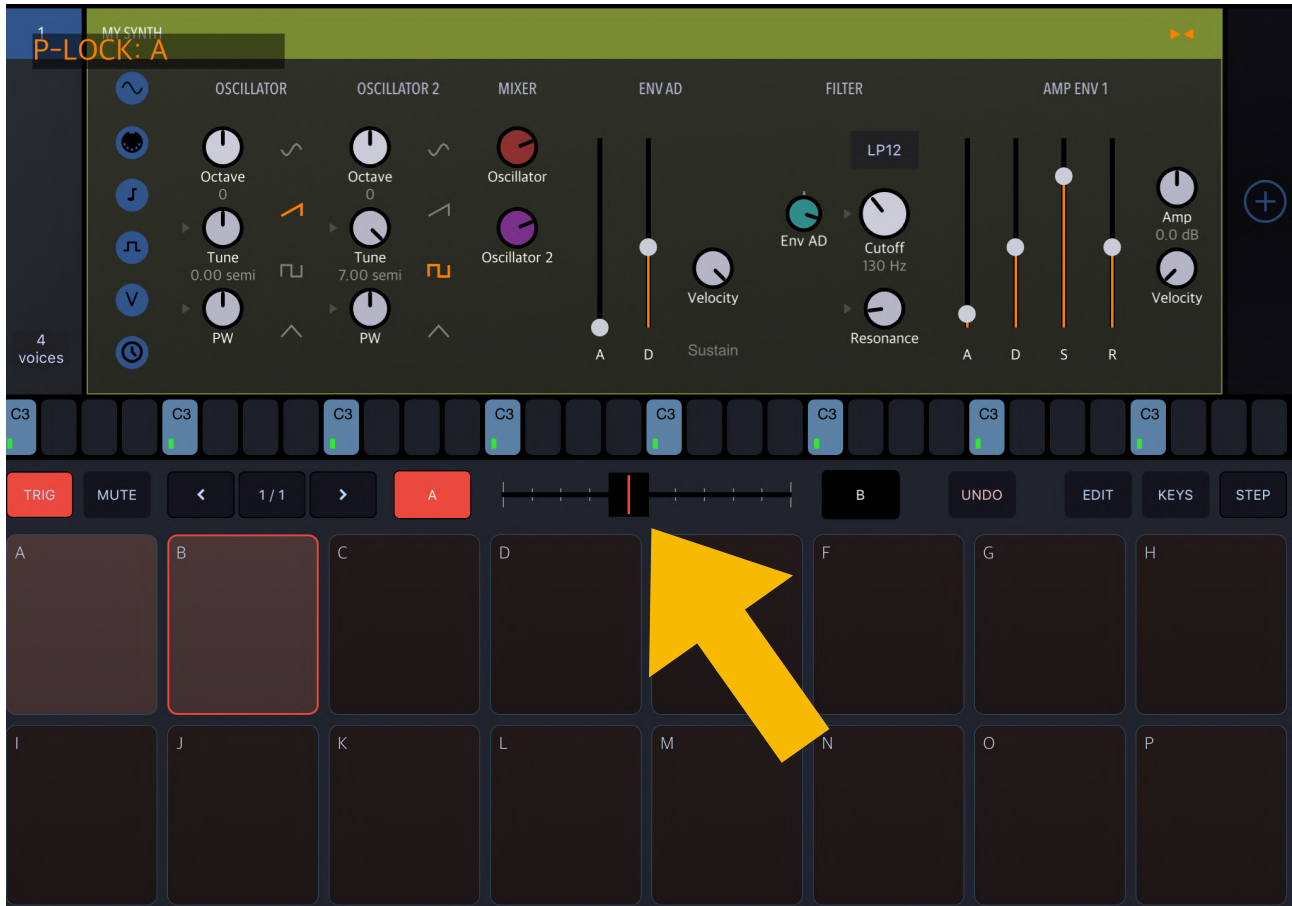 1
MY SYNTH
P-LOCK: A
OSCILLATOR
OSCILLATOR 2
MIXER
ENV AD
FILTER
AMP ENV 1
LP12
Octave
0
Octave
0
Oscillator
Tune
0.00 semi
Tune
7.00 semi
Oscillator 2
PW
PW
Velocity
A
D
Sustain
Env AD
Cutoff
130 Hz
Resonance
A
D
S
R
Amp
0.0 dB
Velocity
V
4
voices
C3
C3
C3
C3
C3
C3
C3
C3
TRIG
MUTE
1 / 1
A
B
UNDO
EDIT
KEYS
STEP
A
B
C
D
F
G
H
I
J
K
L
M
N
O
P